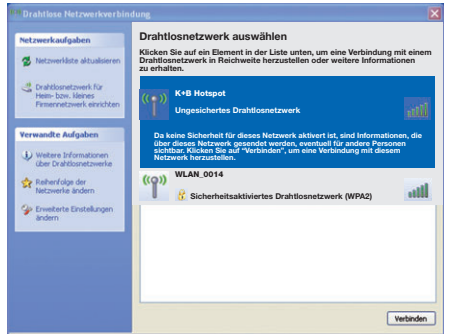 Drahtlose Netzwerkverbindung
Netzwerkaufgaben
Netzwerkliste aktualisieren
Drahtlosnetzwerk für
Heim- bzw. kleines
Firmennetzwerk einrichten
Verwandte Aufgaben
Weitere Informationen
über Drahtlosnetzwerke
Reihenfolge der
Netzwerke ändern
Erweiterte Einstellungen
ändern
Drahtlosnetzwerk auswählen
Klicken Sie auf ein Element in der Liste unten, um eine Verbindung mit einem
Drahtlosnetzwerk in Reichweite herzustellen oder weitere Informationen
zu erhalten.
K+B Hotspot
Ungesichertes Drahtlosnetzwerk
Da keine Sicherheit für dieses Netzwerk aktivert ist, sind Informationen, die
über dieses Netzwerk gesendet werden, eventuell für andere Personen
sichtbar. Klicken Sie auf "Verbinden", um eine Verbindung mit diesem
Netzwerk herzustellen.
WLAN_0014
Sicherheitsaktiviertes Drahtlosnetzwerk (WPA2)
Verbinden